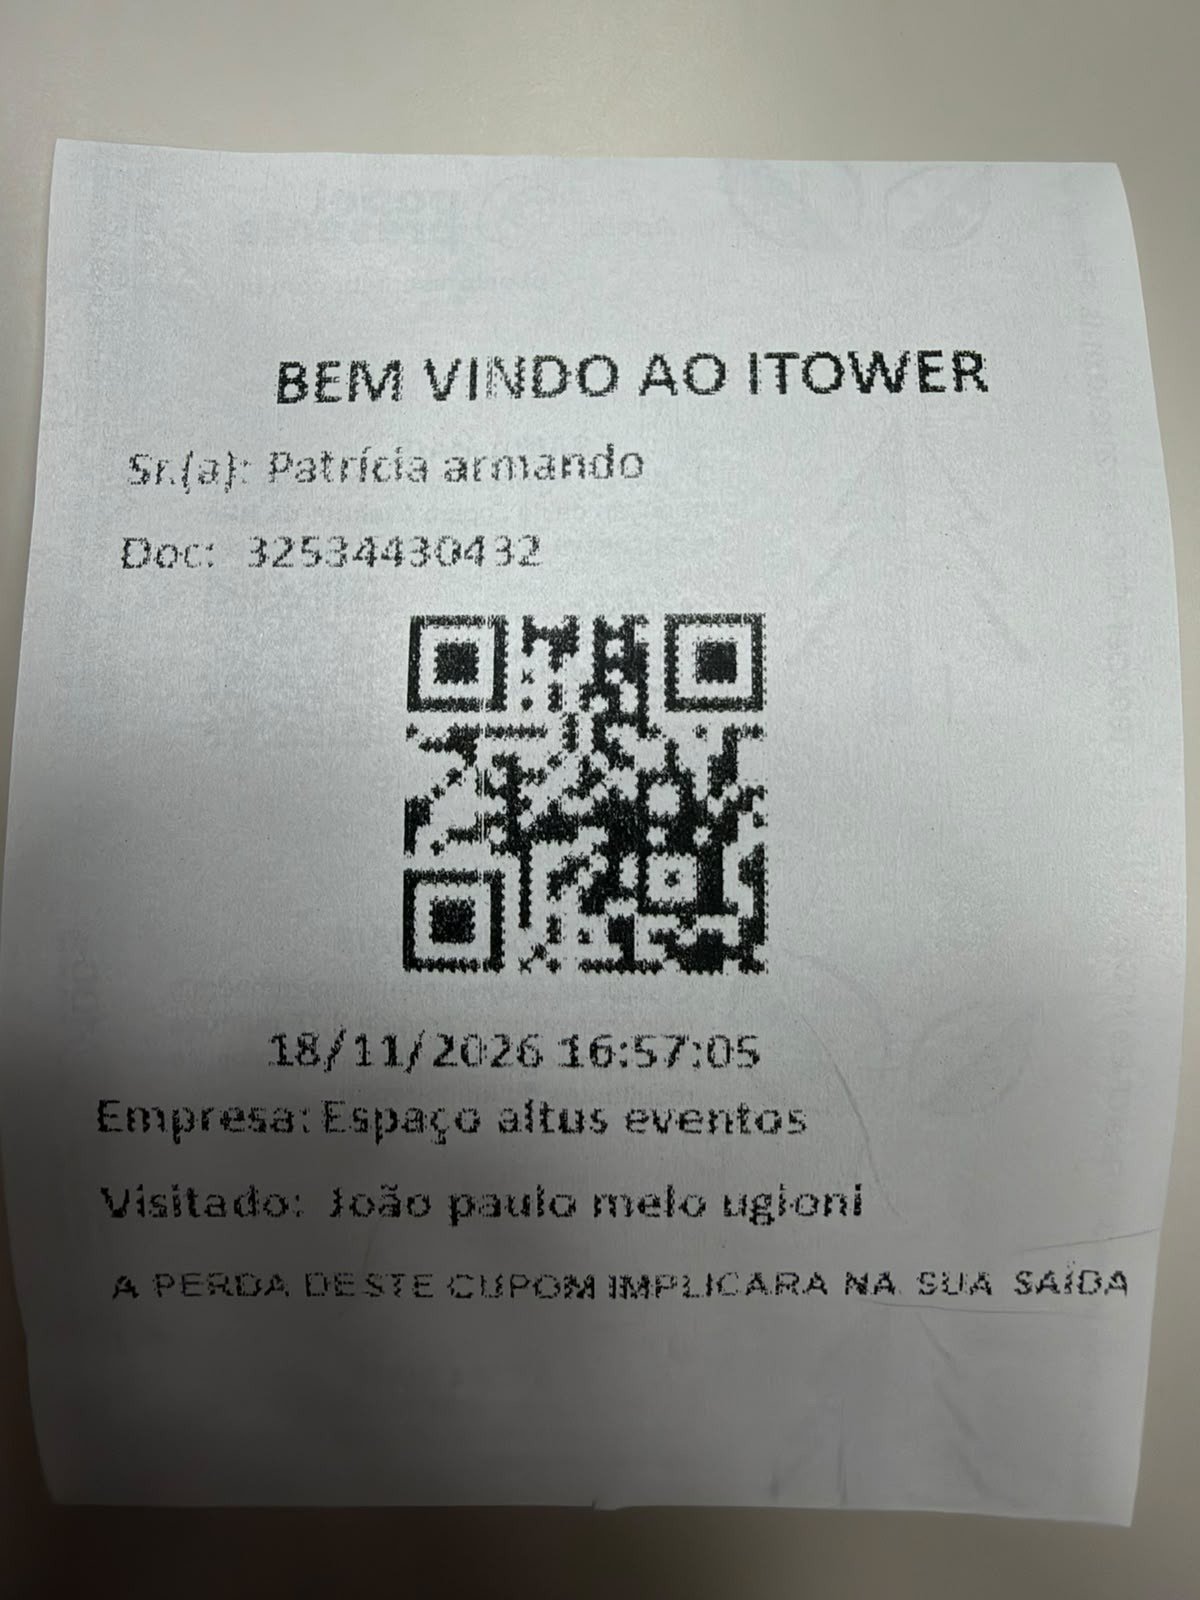 BEM VINDO AO ITOWER
Sr.(a): Patrícia armando
Doc: 32534430432
18/11/2026 16:57:05
Empresa: Espaço altus eventos
Visitado: João paulo melo ugioni
A PERDA DESTE CUPOM IMPLICARA NA SUA SAÍDA